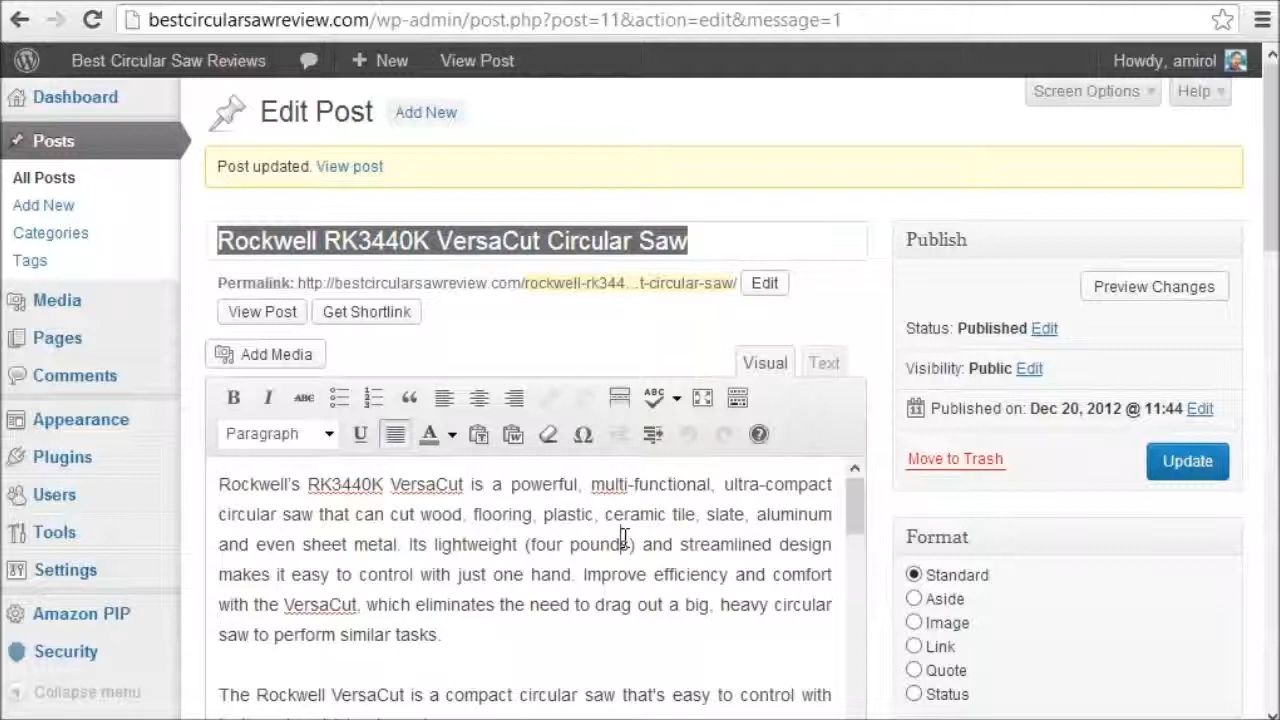 bestcircularsawreview.com/wp-admin/post.php?post=11&action=edit&message=1
Best Circular Saw Reviews
New
View Post
Howdy, amirol
Dashboard
Posts
All Posts
Add New
Categories
Tags
Media
Pages
Comments
Appearance
Plugins
Users
Tools
Settings
Amazon PIP
Security
Collapse menu
Screen Options
Help
Edit Post
Add New
Post updated. View post
Rockwell RK3440K VersaCut Circular Saw
Permalink: http://bestcircularsawreview.com/rockwell-rk344...t-circular-saw/ Edit
View Post
Get Shortlink
Add Media
Visual
Text
B I ABC
ABC
Paragraph
U
A
Rockwell's RK3440K VersaCut is a powerful, multi-functional, ultra-compact
circular saw that can cut wood, flooring, plastic, ceramic tile, slate, aluminum
and even sheet metal. Its lightweight (four pounds) and streamlined design
makes it easy to control with just one hand. Improve efficiency and comfort
with the VersaCut, which eliminates the need to drag out a big, heavy circular
saw to perform similar tasks.
The Rockwell VersaCut is a compact circular saw that's easy to control with
Publish
Preview Changes
Status: Published Edit
Visibility: Public Edit
Published on: Dec 20, 2012 @ 11:44 Edit
Move to Trash
Update
Format
Standard
Aside
Image
Link
Quote
Status